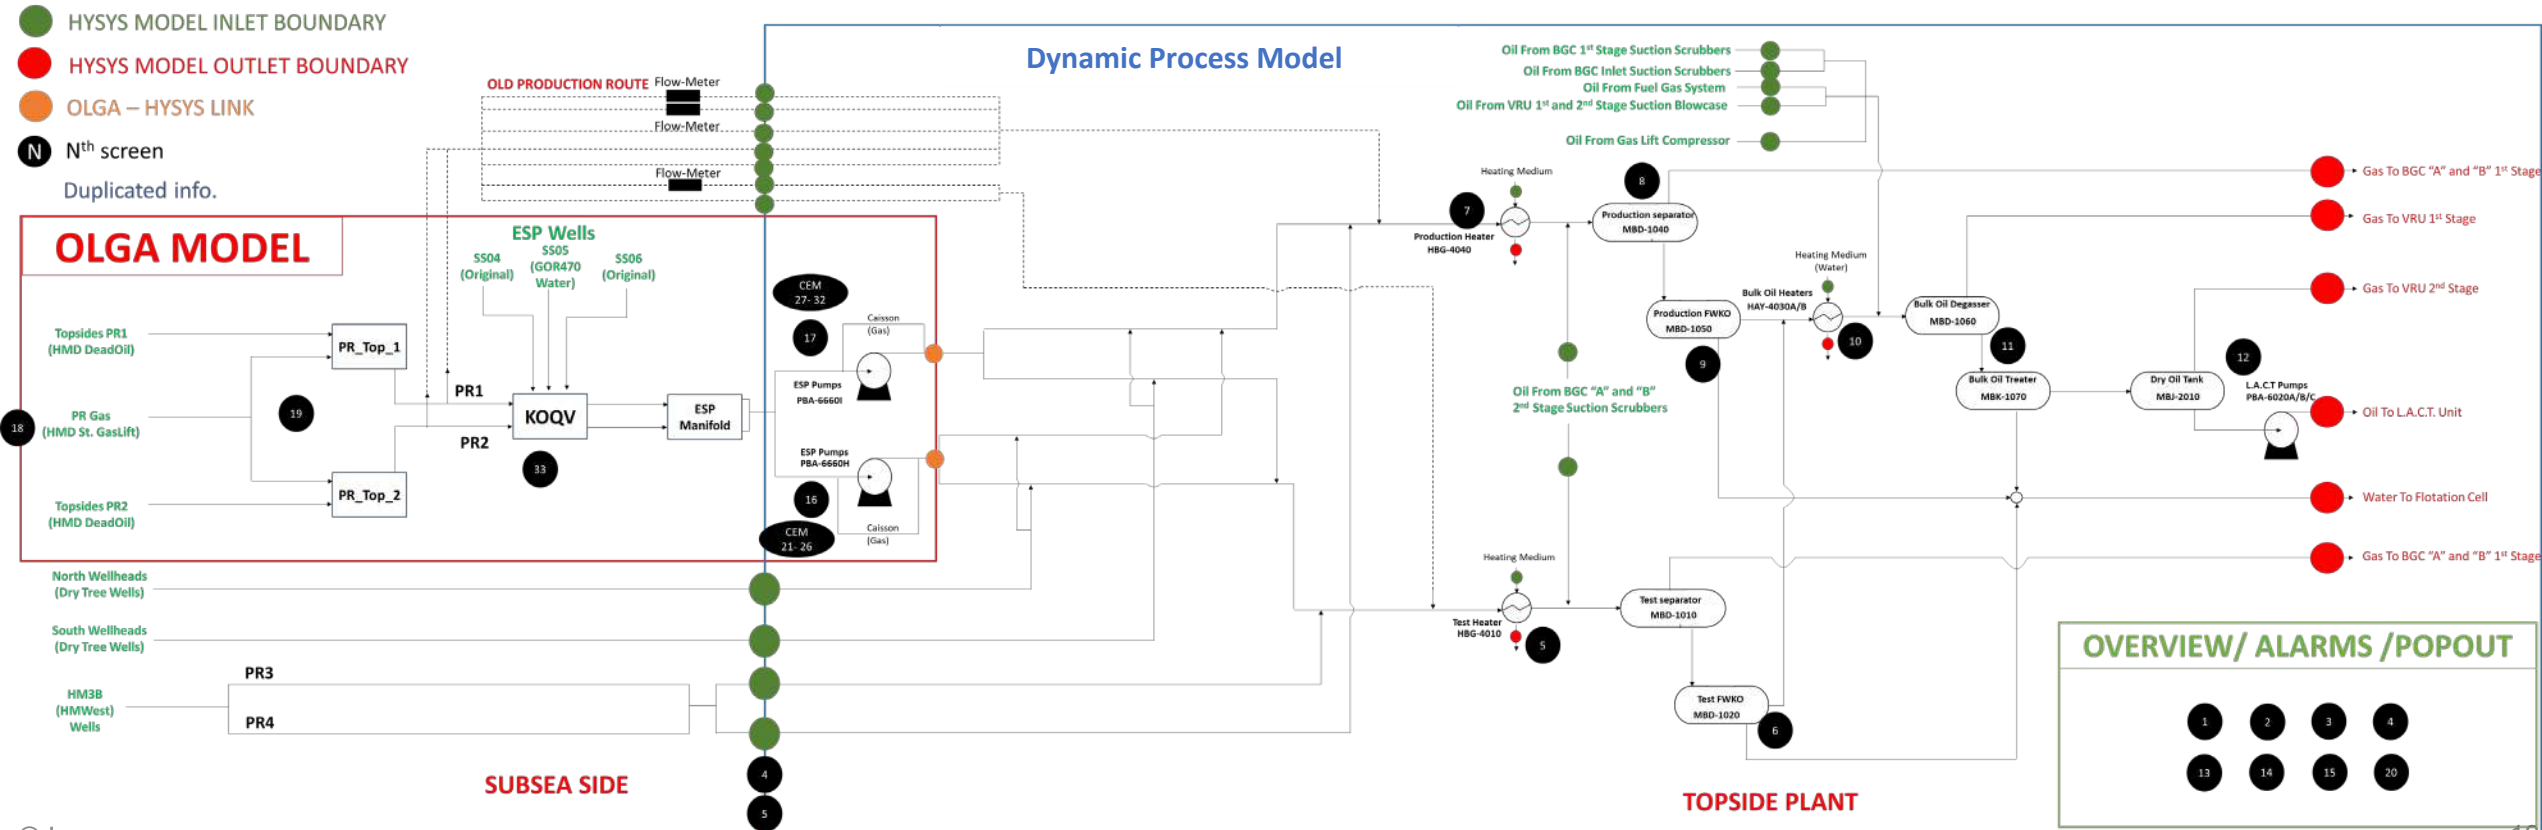 HYSYS MODEL INLET BOUNDARY
HYSYS MODEL OUTLET BOUNDARY
OLGA – HYSYS LINK
N
Nth screen
Duplicated info.
Dynamic Process Model
OLD PRODUCTION ROUTE
Flow-Meter
Flow-Meter
Flow-Meter
Oil From BGC 1st Stage Suction Scrubbers
Oil From BGC Inlet Suction Scrubbers
Oil From Fuel Gas System
Oil From VRU 1st and 2nd Stage Suction Blowcase
Oil From Gas Lift Compressor
OLGA MODEL
ESP Wells
SS04
(Original)
SS05
(GOR470
Water)
SS06
(Original)
Topsides PR1
(HMD DeadOil)
PR_Top_1
PR Gas
(HMD St. GasLift)
18
19
PR1
PR2
KOQV
33
ESP
Manifold
Topsides PR2
(HMD DeadOil)
PR_Top_2
CEM
27- 32
17
Caisson
(Gas)
ESP Pumps
PBA-6660I
ESP Pumps
PBA-6660H
16
CEM
21- 26
Caisson
(Gas)
North Wellheads
(Dry Tree Wells)
South Wellheads
(Dry Tree Wells)
HM3B
(HMWest)
Wells
PR3
PR4
SUBSEA SIDE
4
5
Heating Medium
7
Production Heater
HBG-4040
8
Production separator
MBD-1040
Production FWKO
MBD-1050
9
Heating Medium
(Water)
Bulk Oil Heaters
HAY-4030A/B
10
Bulk Oil Degasser
MBD-1060
11
Bulk Oil Treater
MBK-1070
Dry Oil Tank
MBJ-2010
12
L.A.C.T Pumps
PBA-6020A/B/C
Oil From BGC “A” and “B”
2nd Stage Suction Scrubbers
Heating Medium
Test Heater
HBG-4010
5
Test separator
MBD-1010
Test FWKO
MBD-1020
6
Gas To BGC “A” and “B” 1st Stage
Gas To VRU 1st Stage
Gas To VRU 2nd Stage
Oil To L.A.C.T. Unit
Water To Flotation Cell
Gas To BGC “A” and “B” 1st Stage
TOPSIDE PLANT
OVERVIEW/ ALARMS /POPOUT
1 2 3 4
13 14 15 20